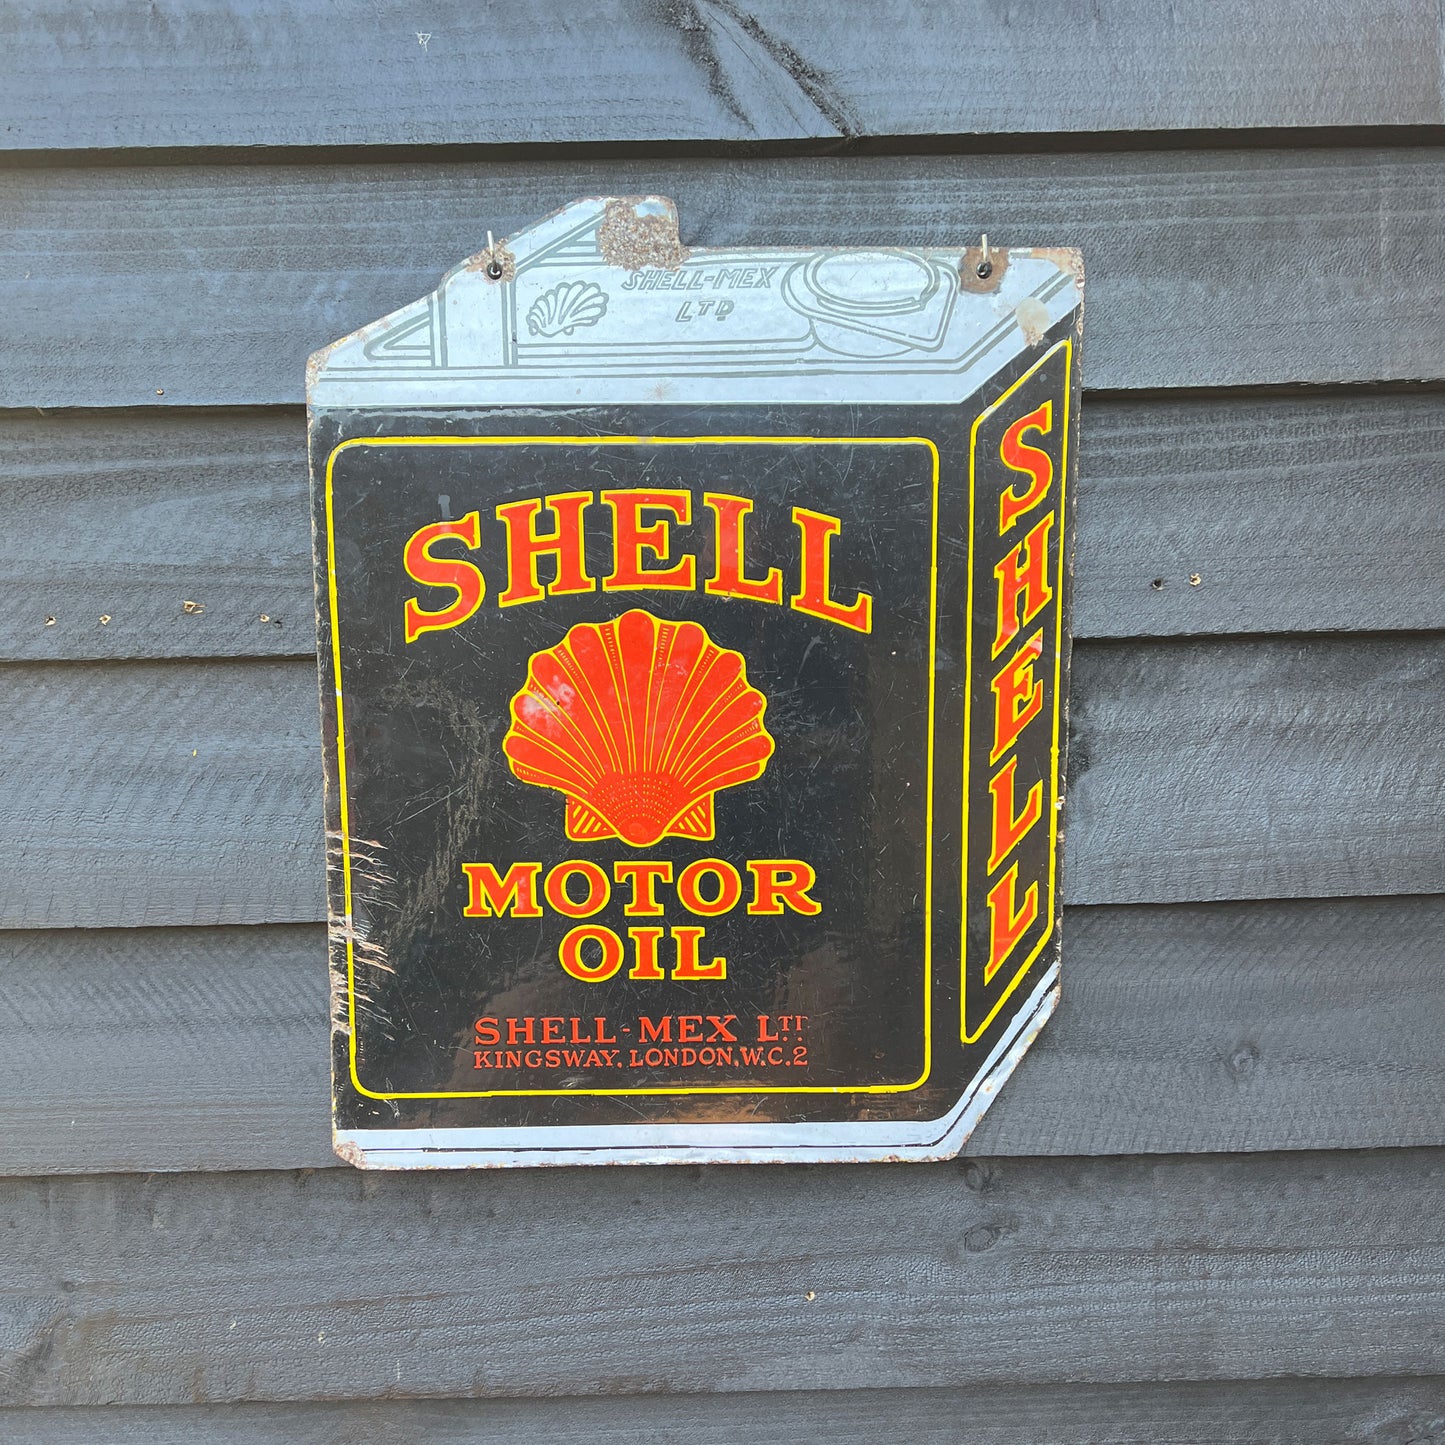 SHELL-MEX
LTD
SHELL
SHELL
MOTOR
OIL
SHELL-MEX LTD
KINGSWAY, LONDON, W.C.2